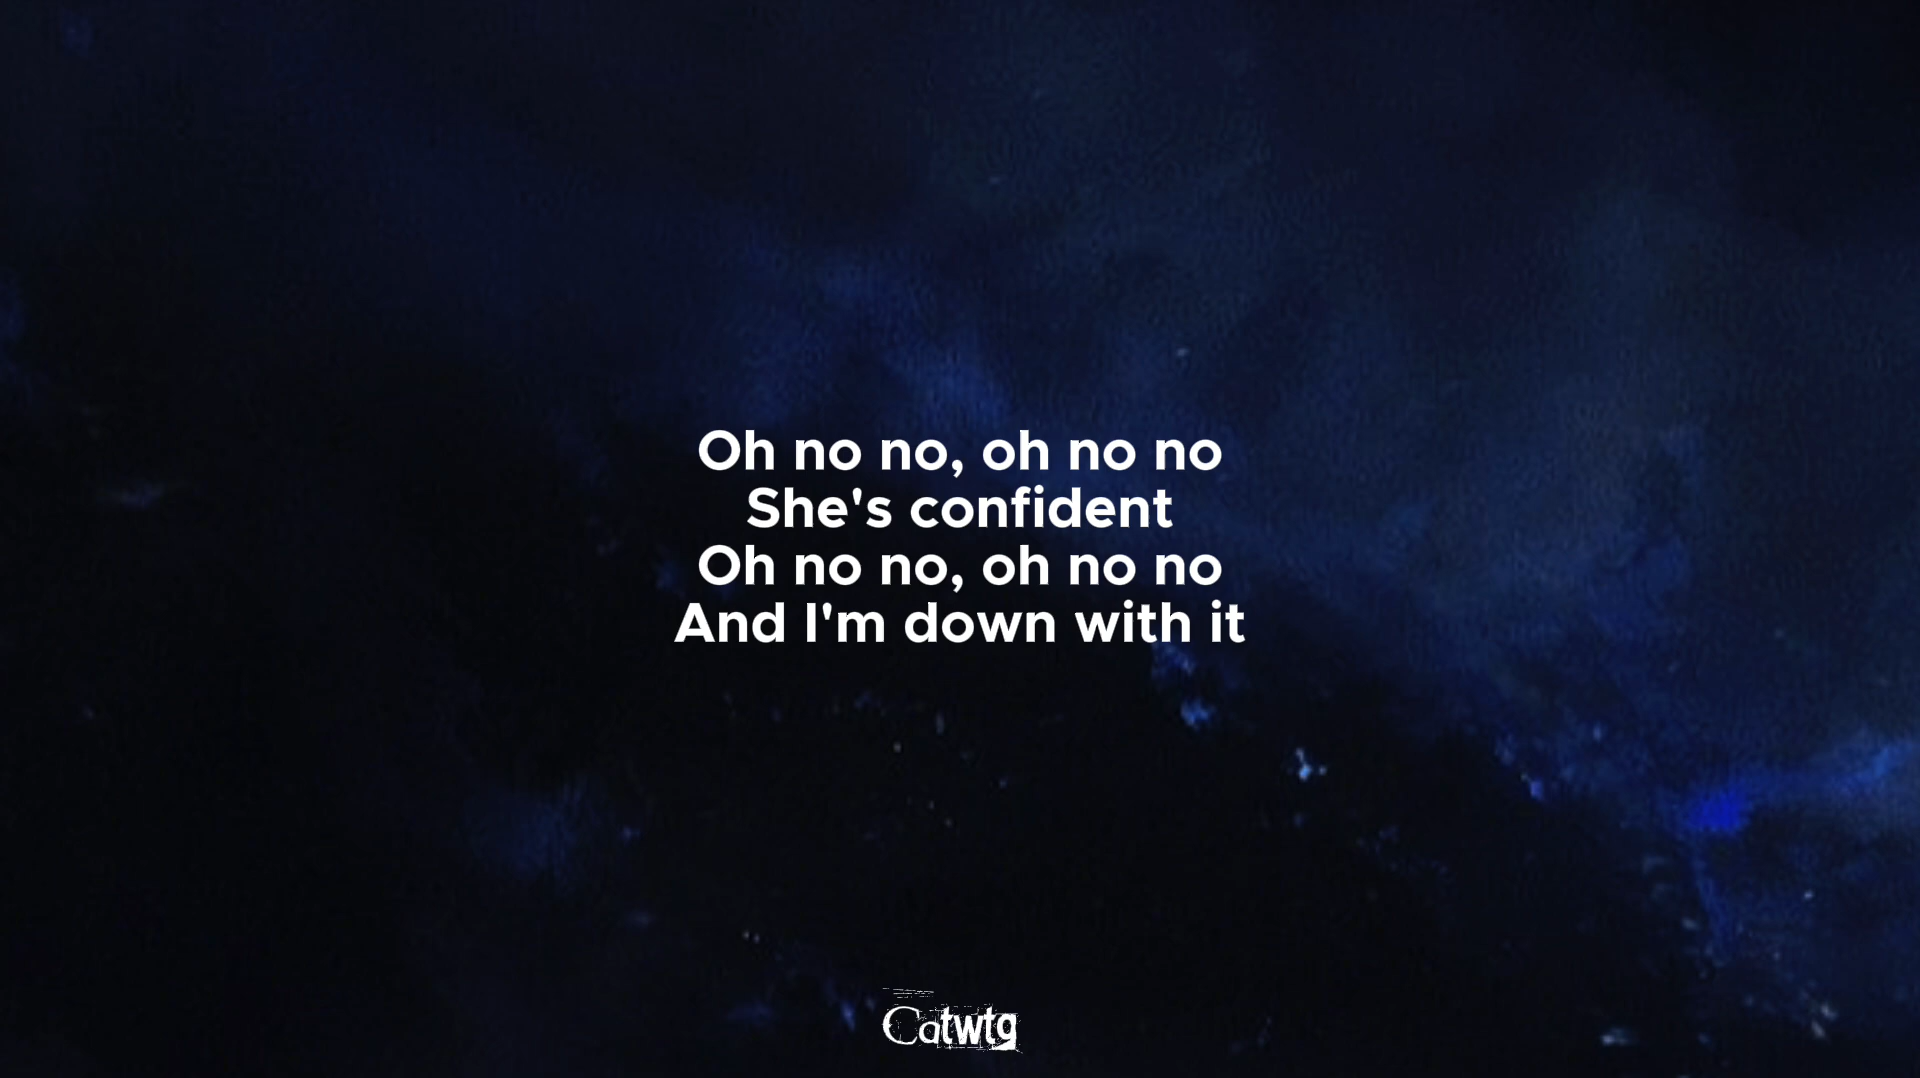 Oh no no, oh no no
She's confident
Oh no no, oh no no
And I'm down with it
Catwtg